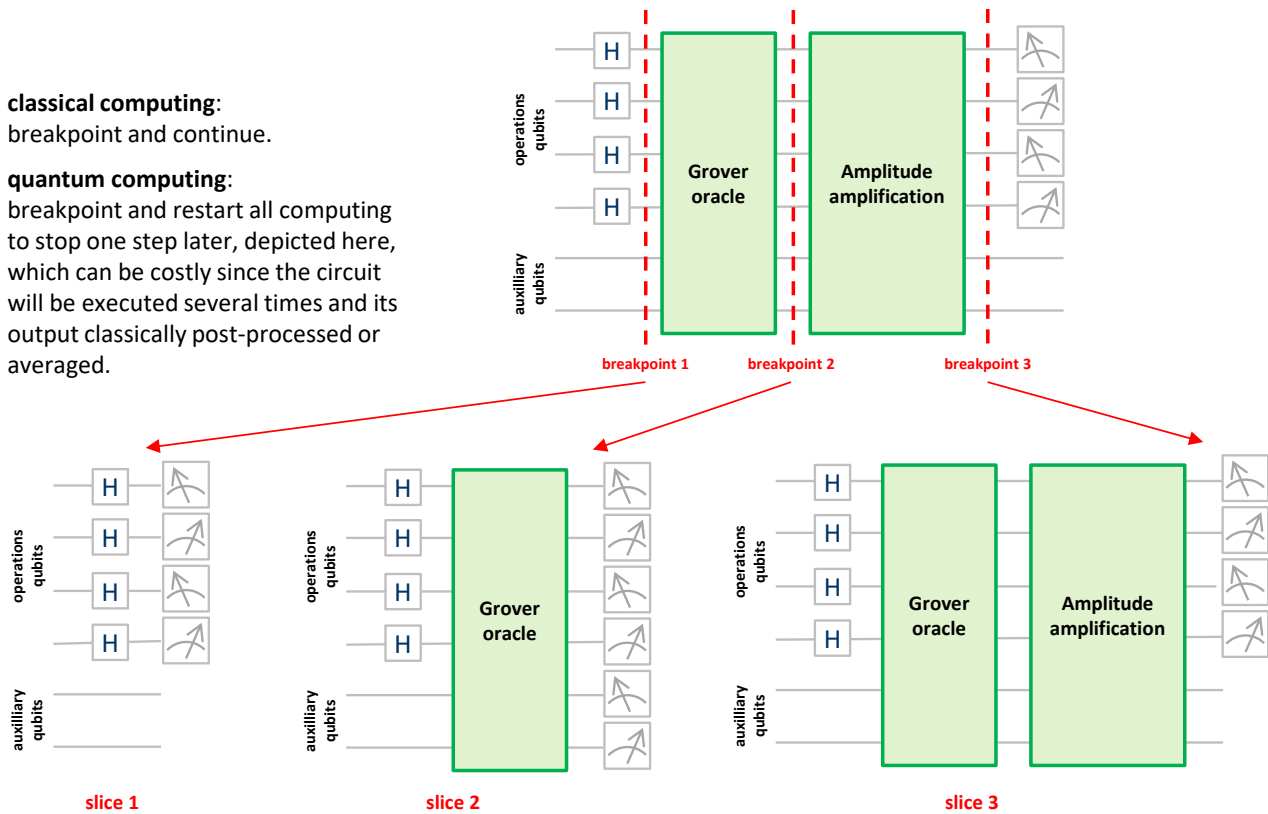 classical computing:
breakpoint and continue.
quantum computing:
breakpoint and restart all computing
to stop one step later, depicted here,
which can be costly since the circuit
will be executed several times and its
output classically post-processed or
averaged.
operations
qubits
auxilliary
qubits
H
H
H
H
Grover
oracle
Amplitude
amplification
breakpoint 1
breakpoint 2
breakpoint 3
operations
qubits
auxilliary
qubits
H
H
H
H
slice 1
operations
qubits
auxilliary
qubits
H
H
H
H
Grover
oracle
slice 2
operations
qubits
auxilliary
qubits
H
H
H
H
Grover
oracle
Amplitude
amplification
slice 3